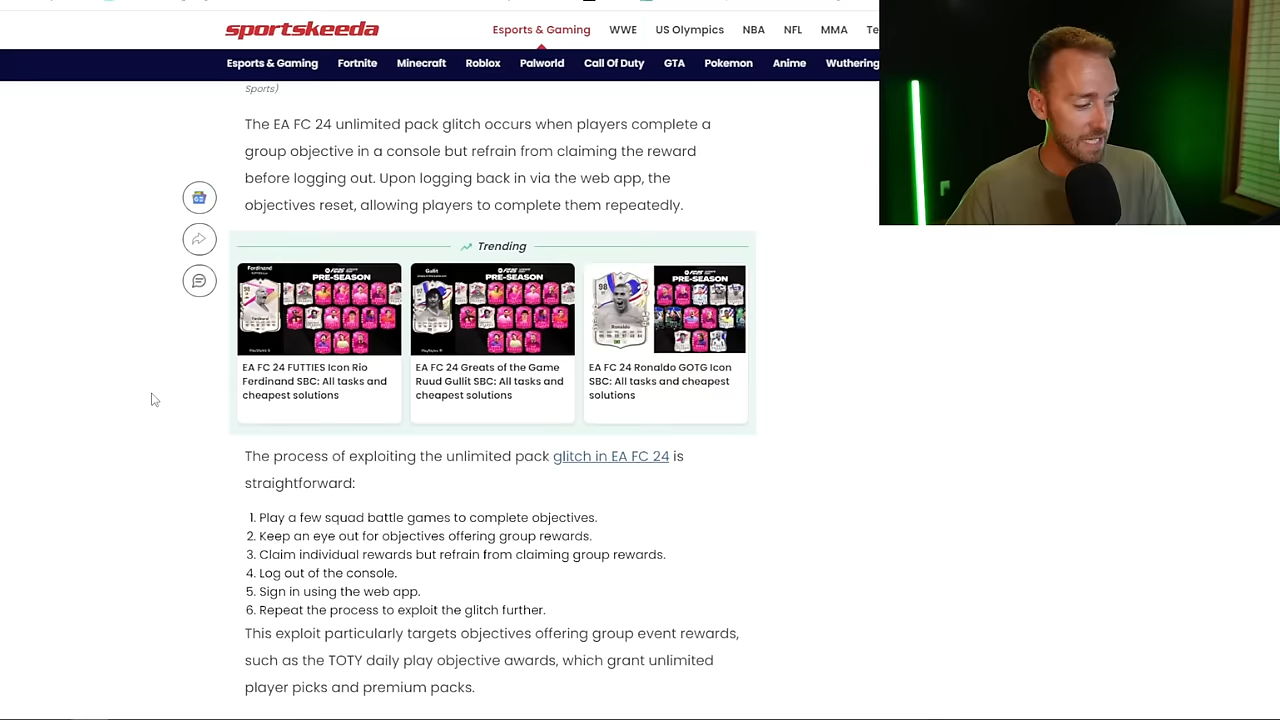 sportskeeda
Esports & Gaming WWE US Olympics NBA NFL MMA Te
Esports & Gaming Fortnite Minecraft Roblox Palworld Call Of Duty GTA Pokemon Anime Wuthering
Sports)
The EA FC 24 unlimited pack glitch occurs when players complete a
group objective in a console but refrain from claiming the reward
before logging out. Upon logging back in via the web app, the
objectives reset, allowing players to complete them repeatedly.
Trending
Ferdinand
PRE-SEASON
98
Ferdinand
EA FC 24 FUTTIES Icon Rio
Ferdinand SBC: All tasks and
cheapest solutions
Gullit
PRE-SEASON
98
EA FC 24 Greats of the Game
Ruud Gullit SBC: All tasks and
cheapest solutions
98
Ronaldo
PRE-SEASON
EA FC 24 Ronaldo GOTG Icon
SBC: All tasks and cheapest
solutions
The process of exploiting the unlimited pack glitch in EA FC 24 is
straightforward:
1. Play a few squad battle games to complete objectives.
2. Keep an eye out for objectives offering group rewards.
3. Claim individual rewards but refrain from claiming group rewards.
4. Log out of the console.
5. Sign in using the web app.
6. Repeat the process to exploit the glitch further.
This exploit particularly targets objectives offering group event rewards,
such as the TOTY daily play objective awards, which grant unlimited
player picks and premium packs.